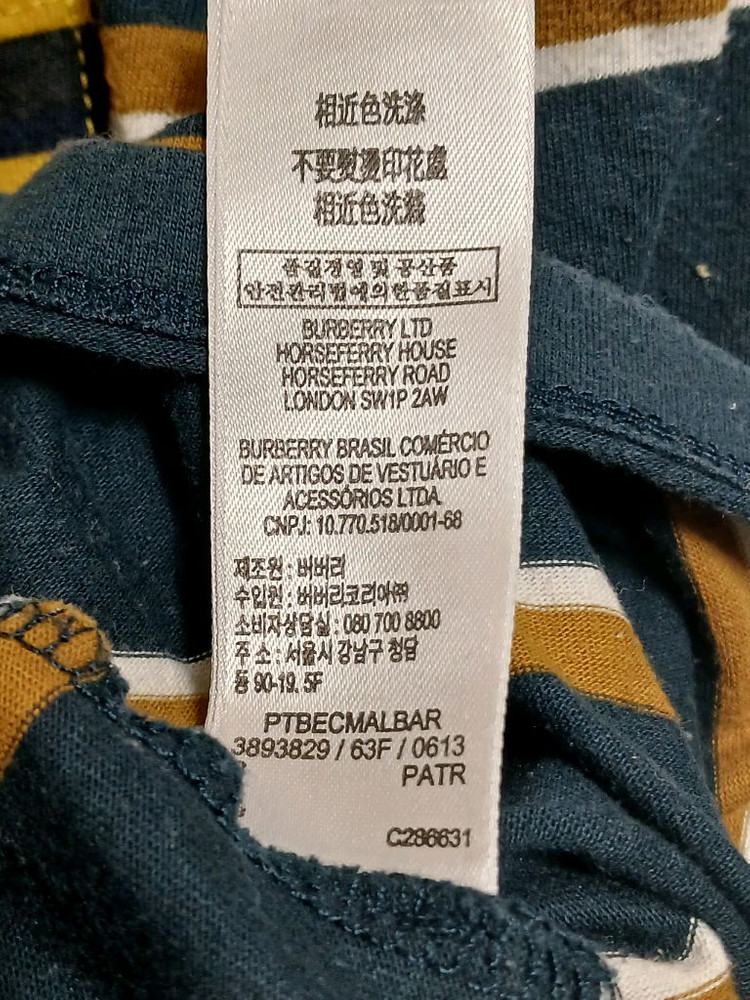 相近色洗涤
不要熨燙印花處
相近色洗滌
품질경영 및 공산품
안전관리법에의한품질표시
BURBERRY LTD
HORSEFERRY HOUSE
HORSEFERRY ROAD
LONDON SW1P 2AW
BURBERRY BRASIL COMÉRCIO
DE ARTIGOS DE VESTUÁRIO E
ACESSÓRIOS LTDA
CNPJ: 10.770.518/0001-68
제조원 : 버버리
수입원 : 버버리코리아㈜
소비자상담실 : 080 700 8800
주 소 : 서울시 강남구 청담
동 90-19. 5F
PTBECMALBAR
3893829 / 63F / 0613
PATR
C286631